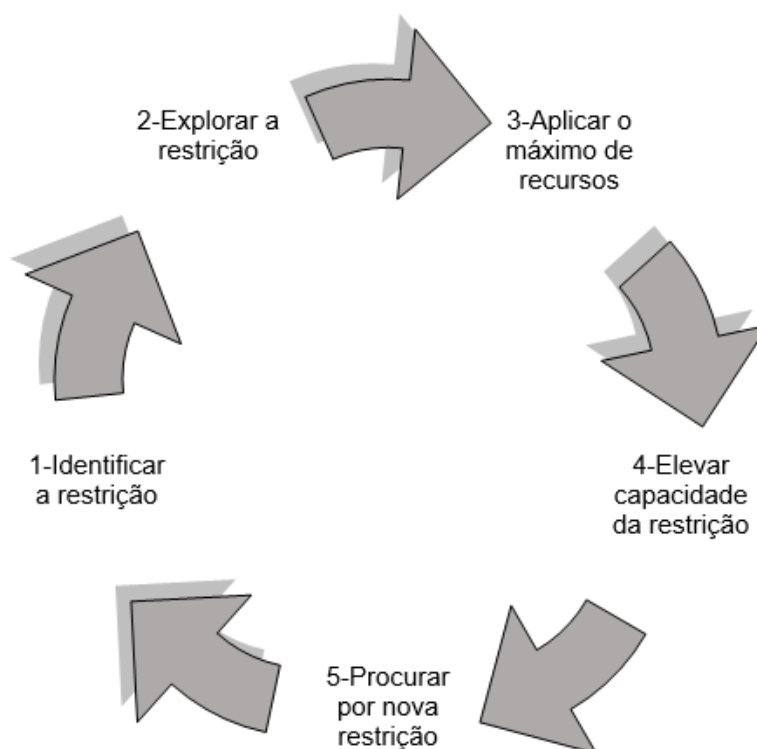 1-Identificar
a restrição
2-Explorar a
restrição
3-Aplicar o
máximo de
recursos
4-Elevar
capacidade
da restrição
5-Procurar
por nova
restrição